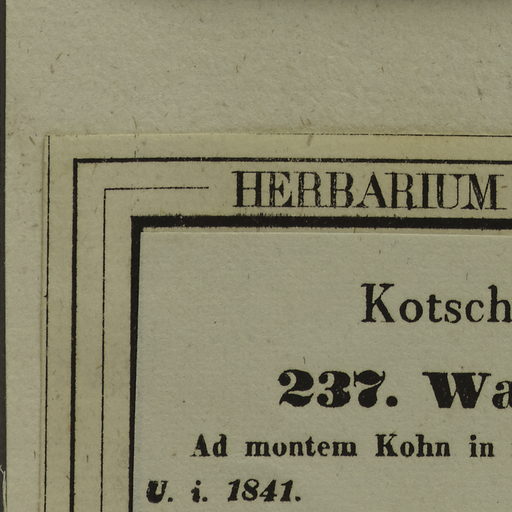 HERBARIUM
Kotsch
237. Wa
Ad montem Kohn in
U. i. 1841.